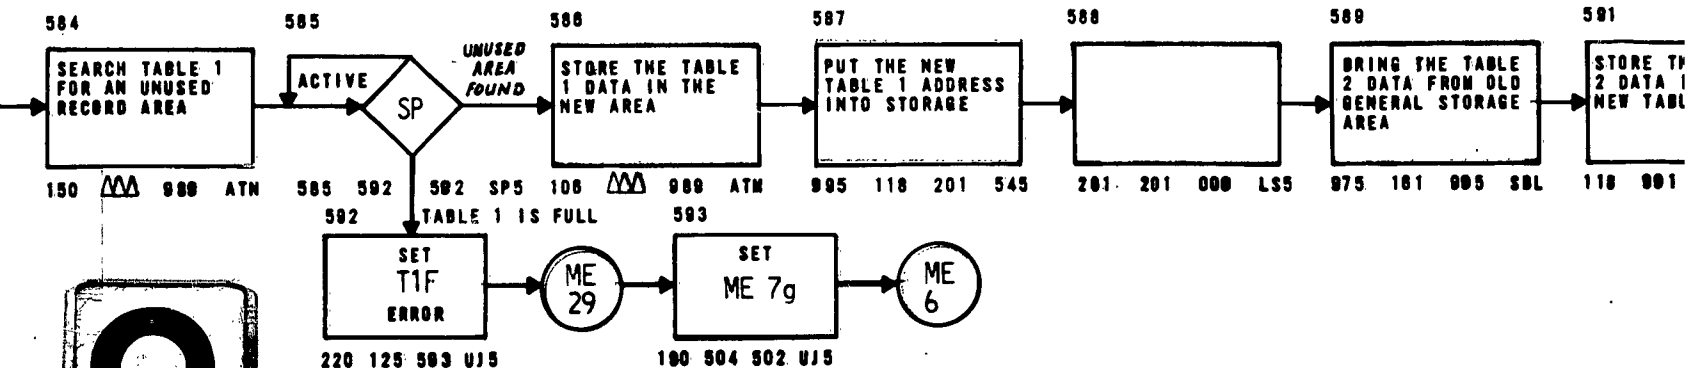 584 585 586 587 588 589 591
SEARCH TABLE 1
FOR AN UNUSED
RECORD AREA
ACTIVE
SP
UNUSED
AREA
FOUND
STORE THE TABLE
1 DATA IN THE
NEW AREA
PUT THE NEW
TABLE 1 ADDRESS
INTO STORAGE
BRING THE TABLE
2 DATA FROM OLD
GENERAL STORAGE
AREA
STORE TH
2 DATA I
NEW TABL
150 989 ATN
585 592 592 SP5
106 989 ATN
995 118 201 545
201 201 000 LS5
975 161 995 SBL
118 991
592
TABLE 1 IS FULL
593
SET
T1F
ERROR
ME
29
SET
ME 7g
ME
6
220 125 593 UJ5
190 504 502 UJ5